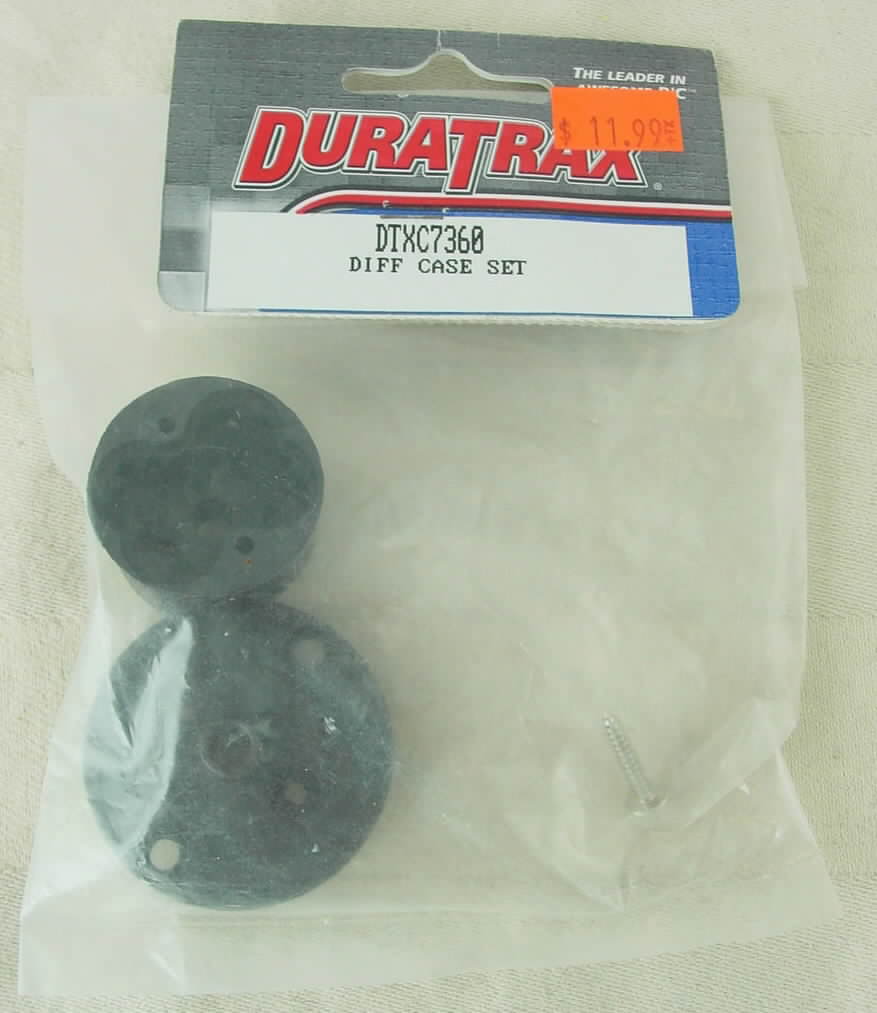 THE LEADER IN
$ 11.99
DURATRAX®
DTXC7360
DIFF CASE SET